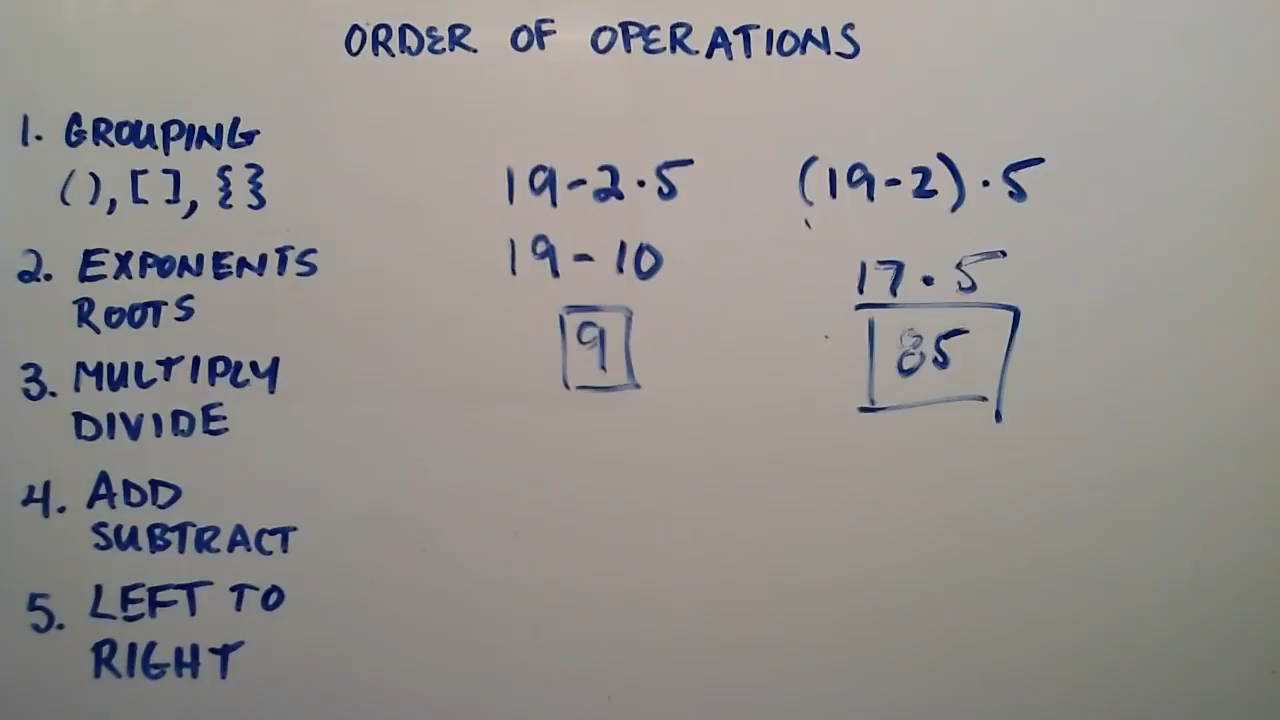 ORDER OF OPERATIONS
1. GROUPING
(), [ ], { }
2. EXPONENTS
ROOTS
3. MULTIPLY
DIVIDE
4. ADD
SUBTRACT
5. LEFT TO
RIGHT
19-2·5
19-10
9
(19-2)·5
17·5
85